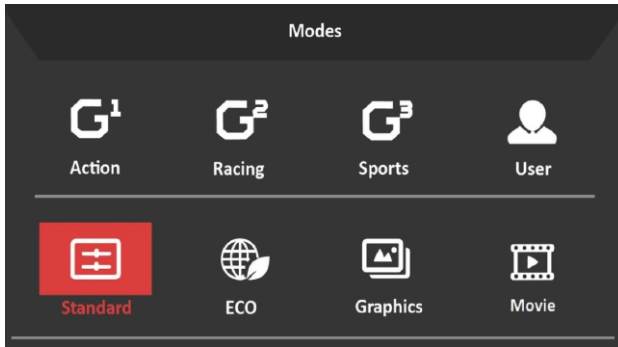 Modes
G¹ G² G³
Action Racing Sports User
Standard ECO Graphics Movie